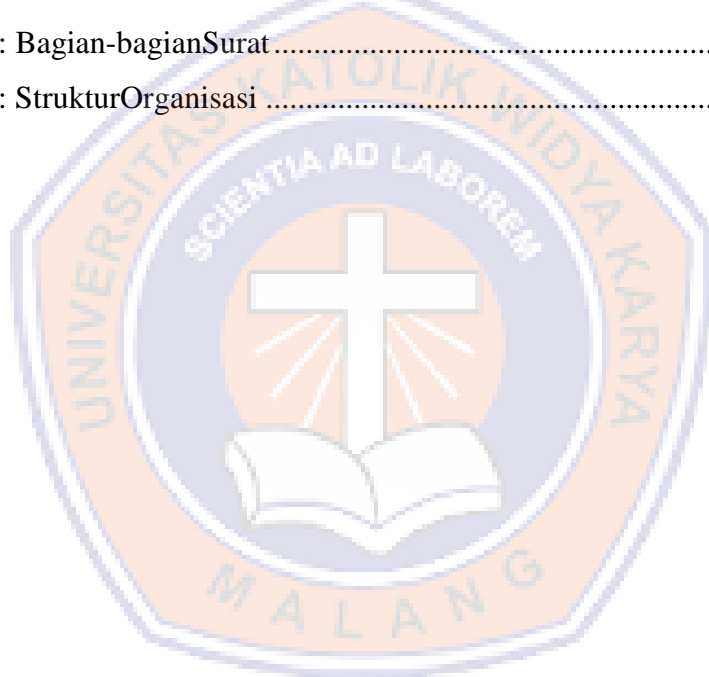 : Bagian-bagianSurat ........................................................
: StrukturOrganisasi .........................................................
UNIVERSITAS KATOLIK WIDYA KARYA
SCIENTIA AD LABOREM
MALANG